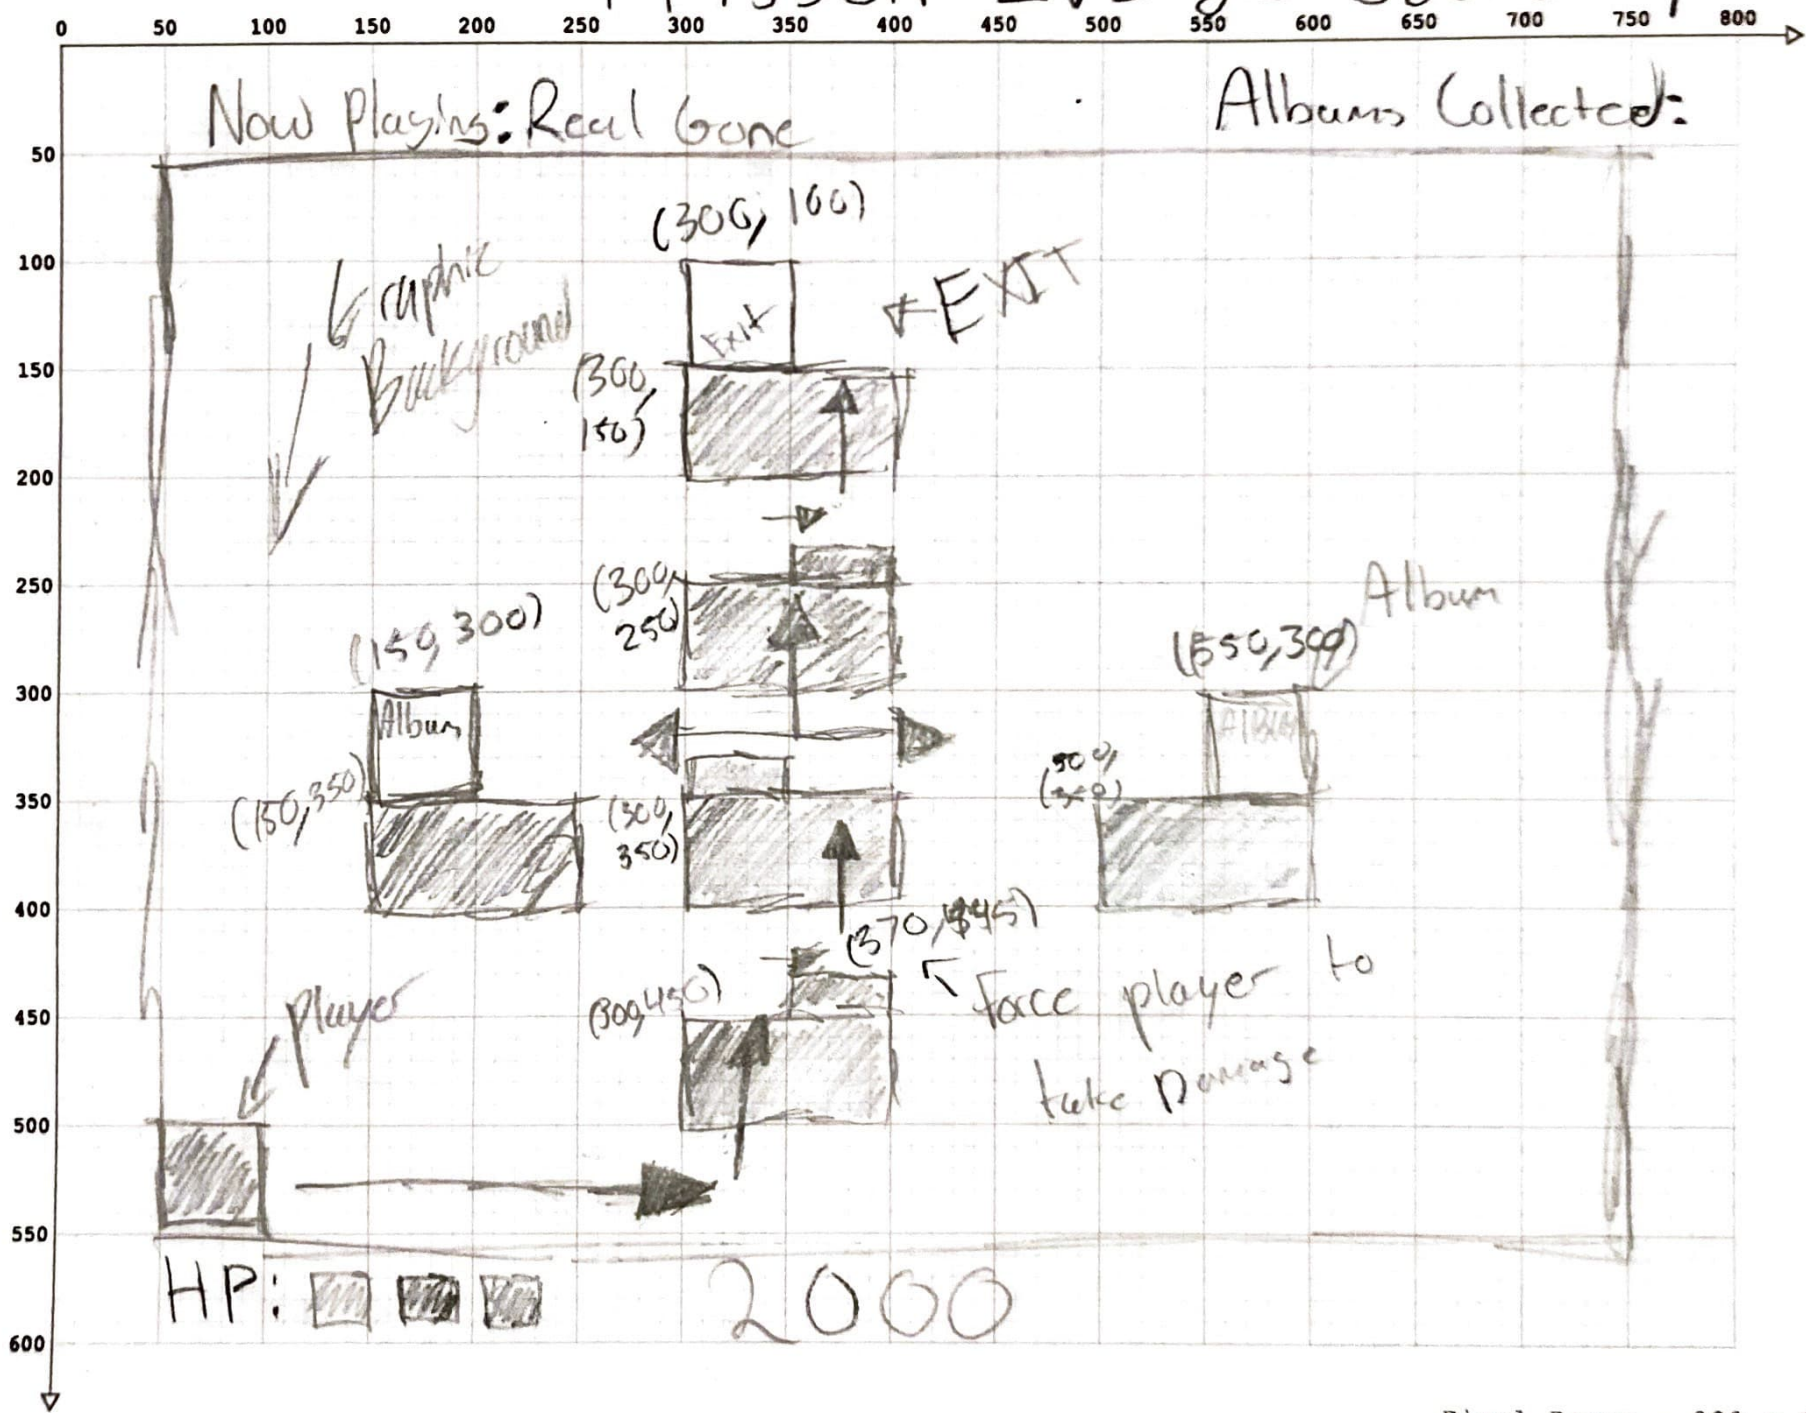 0 50 100 150 200 250 300 350 400 450 500 550 600 650 700 750 800
Now Playing: Real Gone
Albums Collected:
50
(300, 100)
100
Graphic
Background
EXIT
Exit
150
(300,
150)
200
250
(300,
250)
Album
(150,300)
(550,300)
300
Album
ALBUM
350
(150,350)
(300,
350)
500,
400
(300,450)
Force player to
take Damage
450
Player
500
550
HP:
2000
600